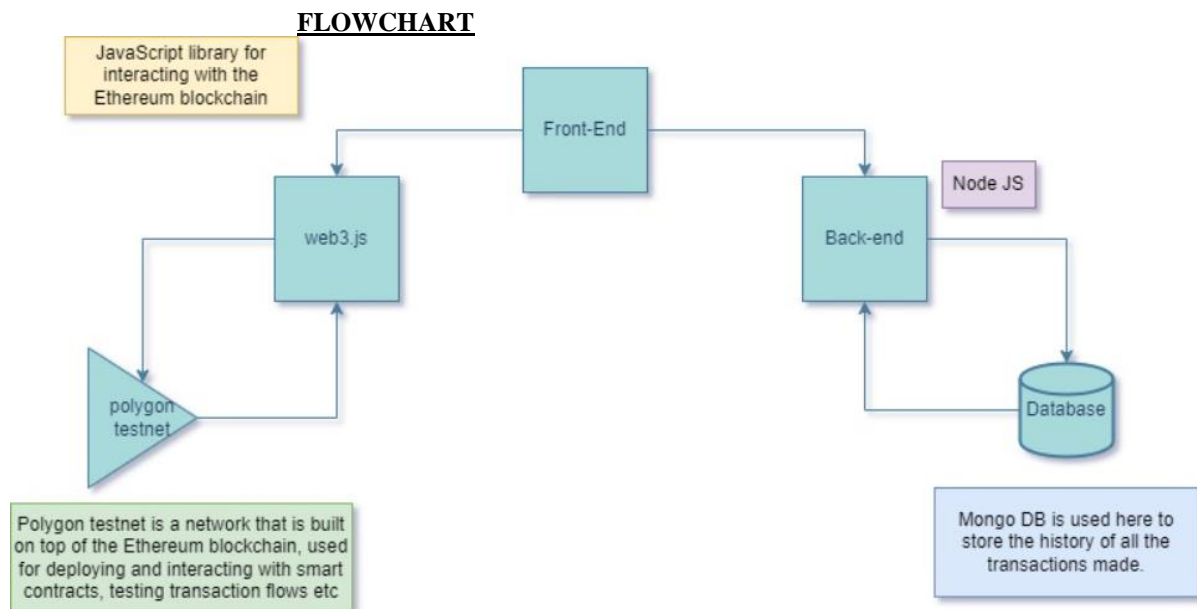 FLOWCHART
JavaScript library for
interacting with the
Ethereum blockchain
Front-End
Node JS
web3.js
Back-end
polygon
testnet
Database
Polygon testnet is a network that is built
on top of the Ethereum blockchain, used
for deploying and interacting with smart
contracts, testing transaction flows etc
Mongo DB is used here to
store the history of all the
transactions made.